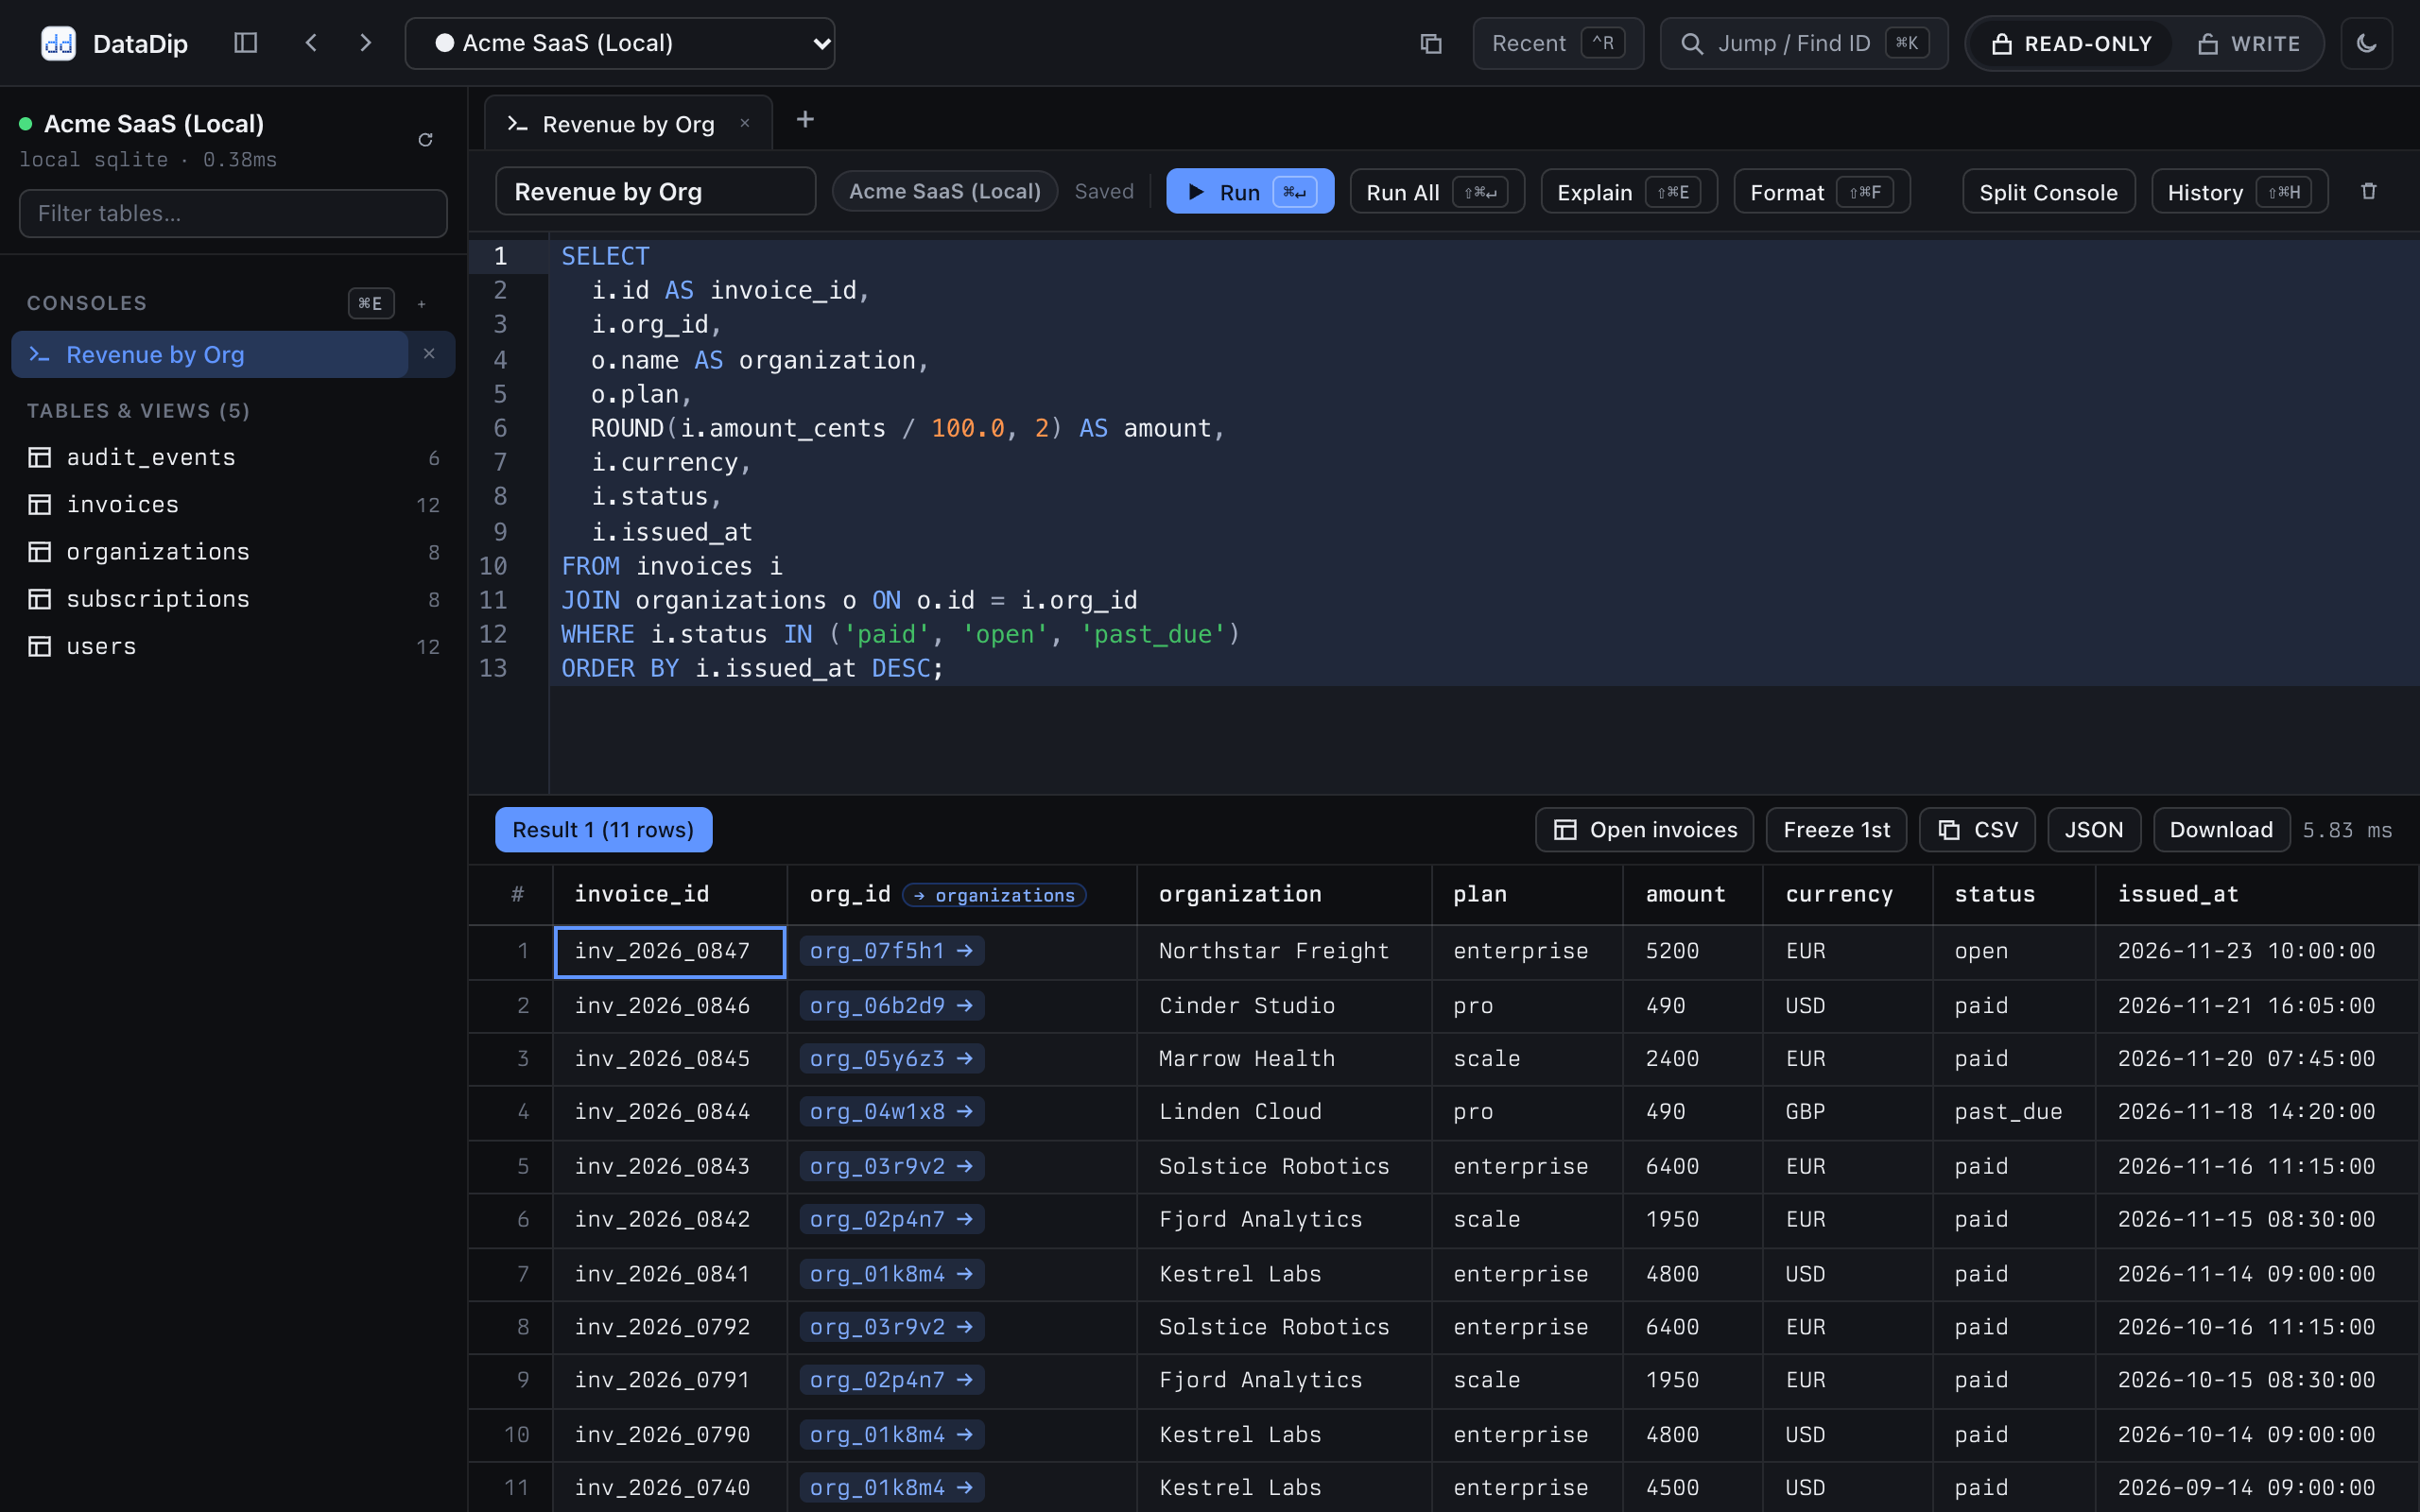 dd DataDip Acme SaaS (Local) Recent ⌃R Jump / Find ID ⌘K READ-ONLY WRITE
Acme SaaS (Local)
local sqlite · 0.38ms
Filter tables...
CONSOLES ⌘E +
Revenue by Org ×
TABLES & VIEWS (5)
audit_events 6
invoices 12
organizations 8
subscriptions 8
users 12
Revenue by Org × +
Revenue by Org Acme SaaS (Local) Saved Run ⌘↵ Run All ⇧⌘↵ Explain ⇧⌘E Format ⇧⌘F Split Console History ⇧⌘H
1 SELECT
2 i.id AS invoice_id,
3 i.org_id,
4 o.name AS organization,
5 o.plan,
6 ROUND(i.amount_cents / 100.0, 2) AS amount,
7 i.currency,
8 i.status,
9 i.issued_at
10 FROM invoices i
11 JOIN organizations o ON o.id = i.org_id
12 WHERE i.status IN ('paid', 'open', 'past_due')
13 ORDER BY i.issued_at DESC;
Result 1 (11 rows) Open invoices Freeze 1st CSV JSON Download 5.83 ms
# invoice_id org_id → organizations organization plan amount currency status issued_at
1 inv_2026_0847 org_07f5h1 → Northstar Freight enterprise 5200 EUR open 2026-11-23 10:00:00
2 inv_2026_0846 org_06b2d9 → Cinder Studio pro 490 USD paid 2026-11-21 16:05:00
3 inv_2026_0845 org_05y6z3 → Marrow Health scale 2400 EUR paid 2026-11-20 07:45:00
4 inv_2026_0844 org_04w1x8 → Linden Cloud pro 490 GBP past_due 2026-11-18 14:20:00
5 inv_2026_0843 org_03r9v2 → Solstice Robotics enterprise 6400 EUR paid 2026-11-16 11:15:00
6 inv_2026_0842 org_02p4n7 → Fjord Analytics scale 1950 EUR paid 2026-11-15 08:30:00
7 inv_2026_0841 org_01k8m4 → Kestrel Labs enterprise 4800 USD paid 2026-11-14 09:00:00
8 inv_2026_0792 org_03r9v2 → Solstice Robotics enterprise 6400 EUR paid 2026-10-16 11:15:00
9 inv_2026_0791 org_02p4n7 → Fjord Analytics scale 1950 EUR paid 2026-10-15 08:30:00
10 inv_2026_0790 org_01k8m4 → Kestrel Labs enterprise 4800 USD paid 2026-10-14 09:00:00
11 inv_2026_0740 org_01k8m4 → Kestrel Labs enterprise 4500 USD paid 2026-09-14 09:00:00